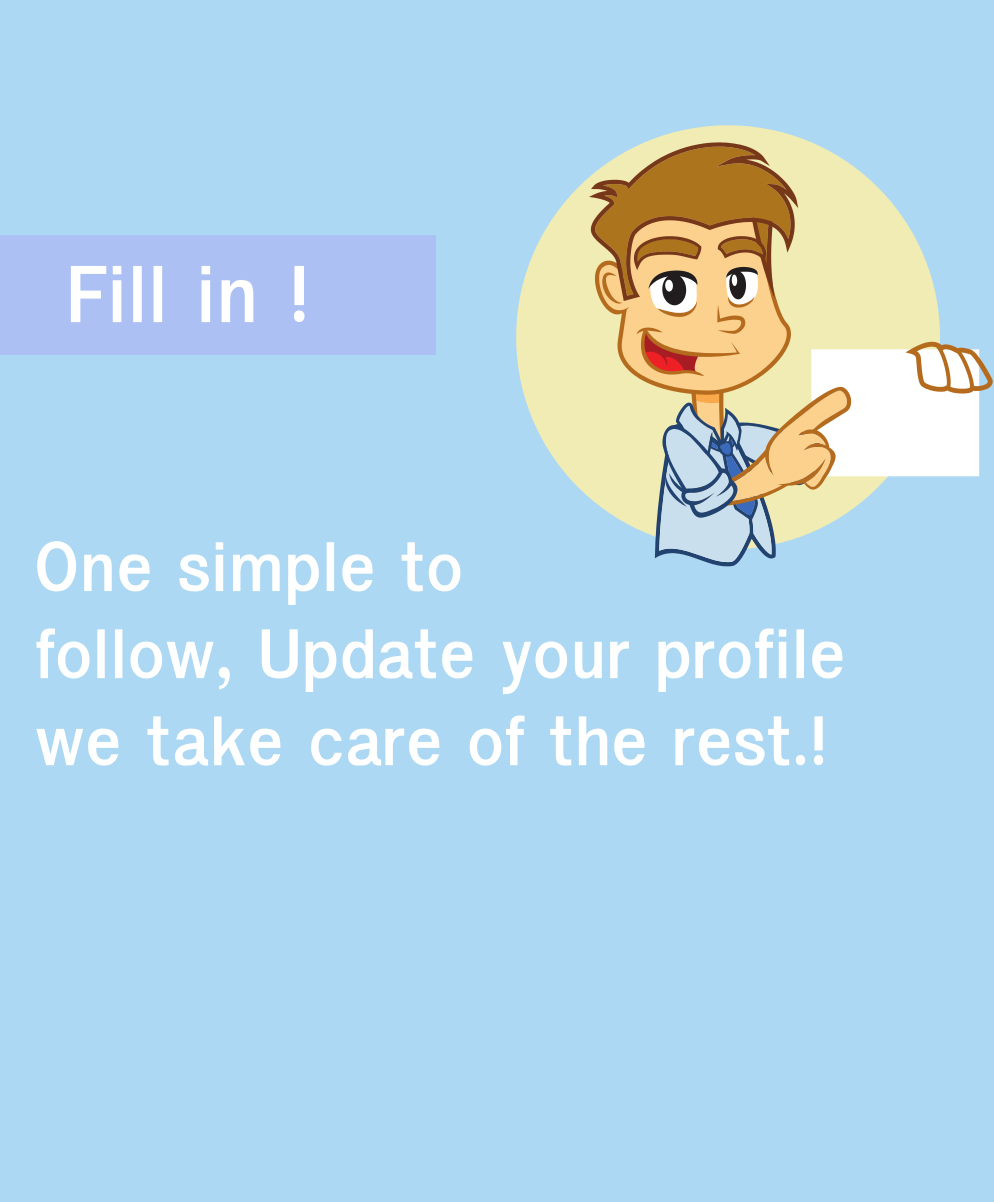 Fill in !
One simple to
follow, Update your profile
we take care of the rest.!